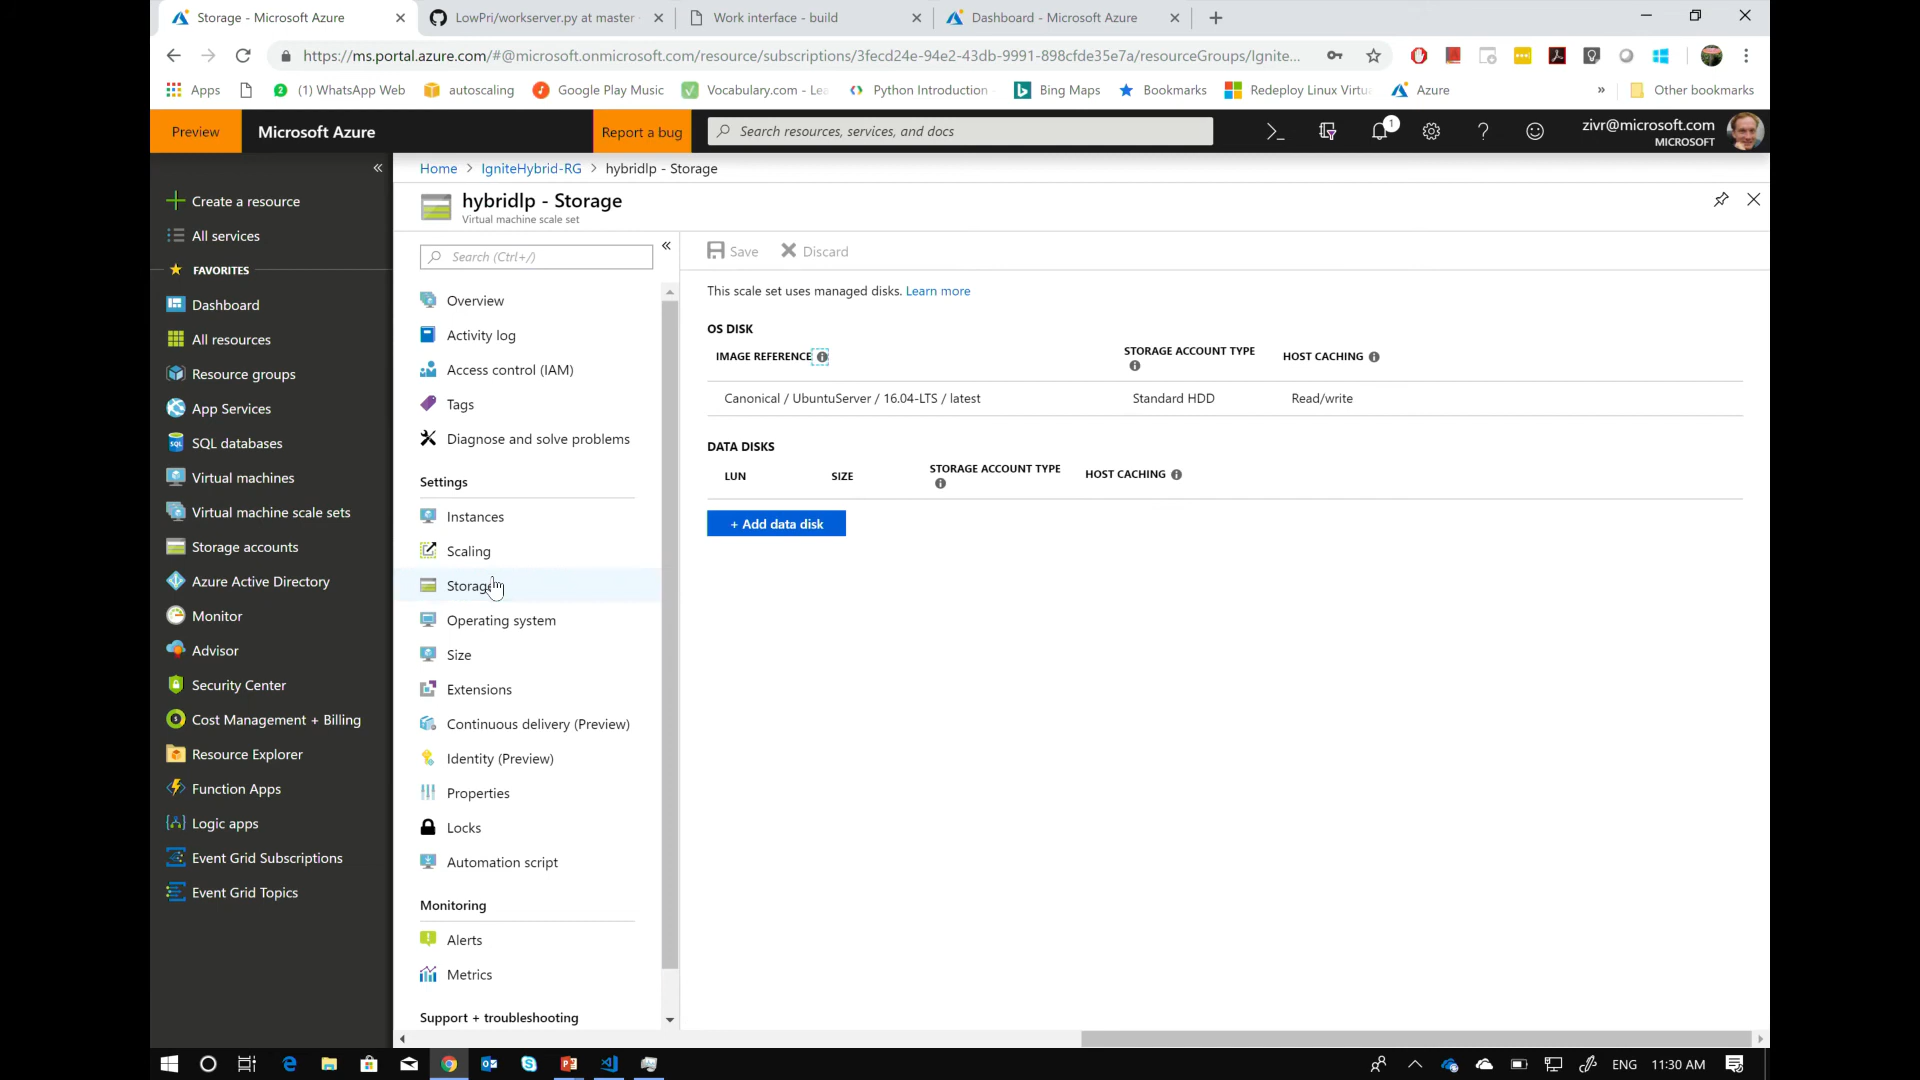 Storage - Microsoft Azure
LowPri/workserver.py at master
Work interface - build
Dashboard - Microsoft Azure
https://ms.portal.azure.com/#@microsoft.onmicrosoft.com/resource/subscriptions/3fecd24e-94e2-43db-9991-898cfde35e7a/resourceGroups/Ignite...
Apps
2
(1) WhatsApp Web
autoscaling
Google Play Music
Vocabulary.com - Lea
Python Introduction
Bing Maps
Bookmarks
Redeploy Linux Virtu
Azure
»
Other bookmarks
Preview
Microsoft Azure
Report a bug
Search resources, services, and docs
1
zivr@microsoft.com
MICROSOFT
Home > IgniteHybrid-RG > hybridlp - Storage
hybridlp - Storage
Virtual machine scale set
Create a resource
All services
FAVORITES
Dashboard
All resources
Resource groups
App Services
SQL databases
Virtual machines
Virtual machine scale sets
Storage accounts
Azure Active Directory
Monitor
Advisor
Security Center
Cost Management + Billing
Resource Explorer
Function Apps
Logic apps
Event Grid Subscriptions
Event Grid Topics
Search (Ctrl+/)
Overview
Activity log
Access control (IAM)
Tags
Diagnose and solve problems
Settings
Instances
Scaling
Storage
Operating system
Size
Extensions
Continuous delivery (Preview)
Identity (Preview)
Properties
Locks
Automation script
Monitoring
Alerts
Metrics
Support + troubleshooting
Save
Discard
This scale set uses managed disks. Learn more
OS DISK
IMAGE REFERENCE
STORAGE ACCOUNT TYPE
HOST CACHING
Canonical / UbuntuServer / 16.04-LTS / latest
Standard HDD
Read/write
DATA DISKS
LUN
SIZE
STORAGE ACCOUNT TYPE
HOST CACHING
+ Add data disk
ENG
11:30 AM